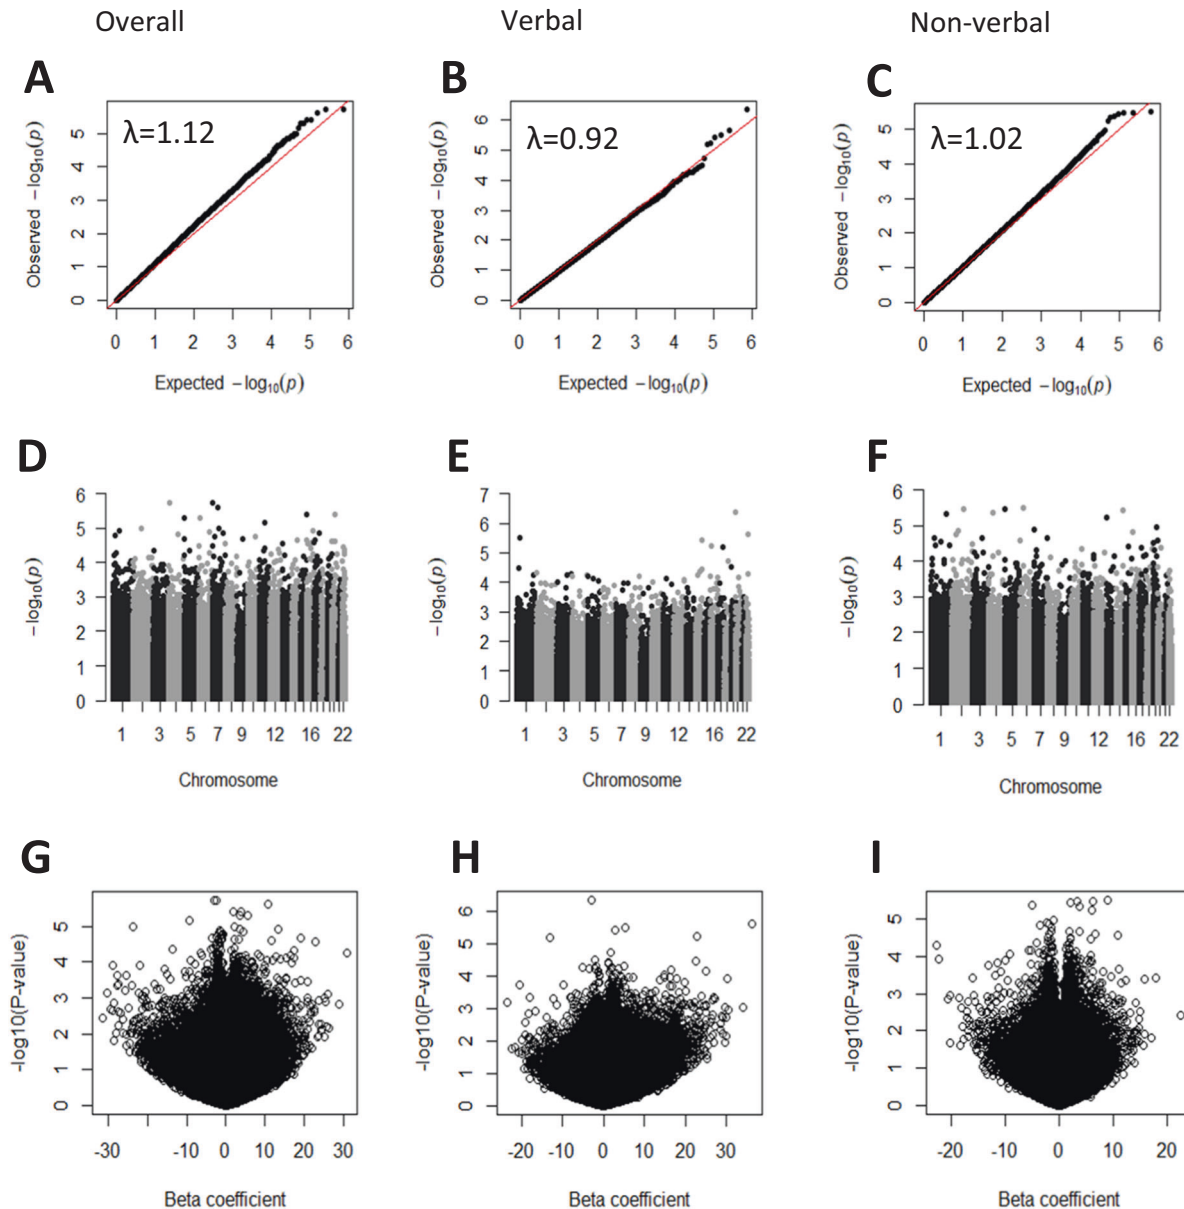 Overall Verbal Non-verbal
A B C
λ=1.12 λ=0.92 λ=1.02
Observed −log10(p)
0 1 2 3 4 5
0 1 2 3 4 5 6
Expected −log10(p)
Observed −log10(p)
0 1 2 3 4 5 6
0 1 2 3 4 5 6
Expected −log10(p)
Observed −log10(p)
0 1 2 3 4 5
0 1 2 3 4 5 6
Expected −log10(p)
D E F
−log10(p)
0 1 2 3 4 5 6
1 3 5 7 9 12 16 22
Chromosome
−log10(p)
0 1 2 3 4 5 6 7
1 3 5 7 9 12 16 22
Chromosome
−log10(p)
0 1 2 3 4 5 6
1 3 5 7 9 12 16 22
Chromosome
G H I
-log10(P-value)
0 1 2 3 4 5
-30 -10 0 10 30
Beta coefficient
-log10(P-value)
0 1 2 3 4 5 6
-20 -10 0 10 20 30
Beta coefficient
-log10(P-value)
0 1 2 3 4 5
-20 -10 0 10 20
Beta coefficient